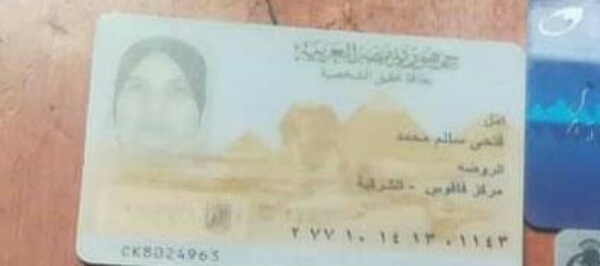 جمهورية مصر العربية
بطاقة تحقيق الشخصية
امل
فتحى سالم محمد
الروضه
مركز فاقوس - الشرقية
٢ ٧٧ ١٠ ١٤ ١٣ ٠١١٤٣
CK8D24963